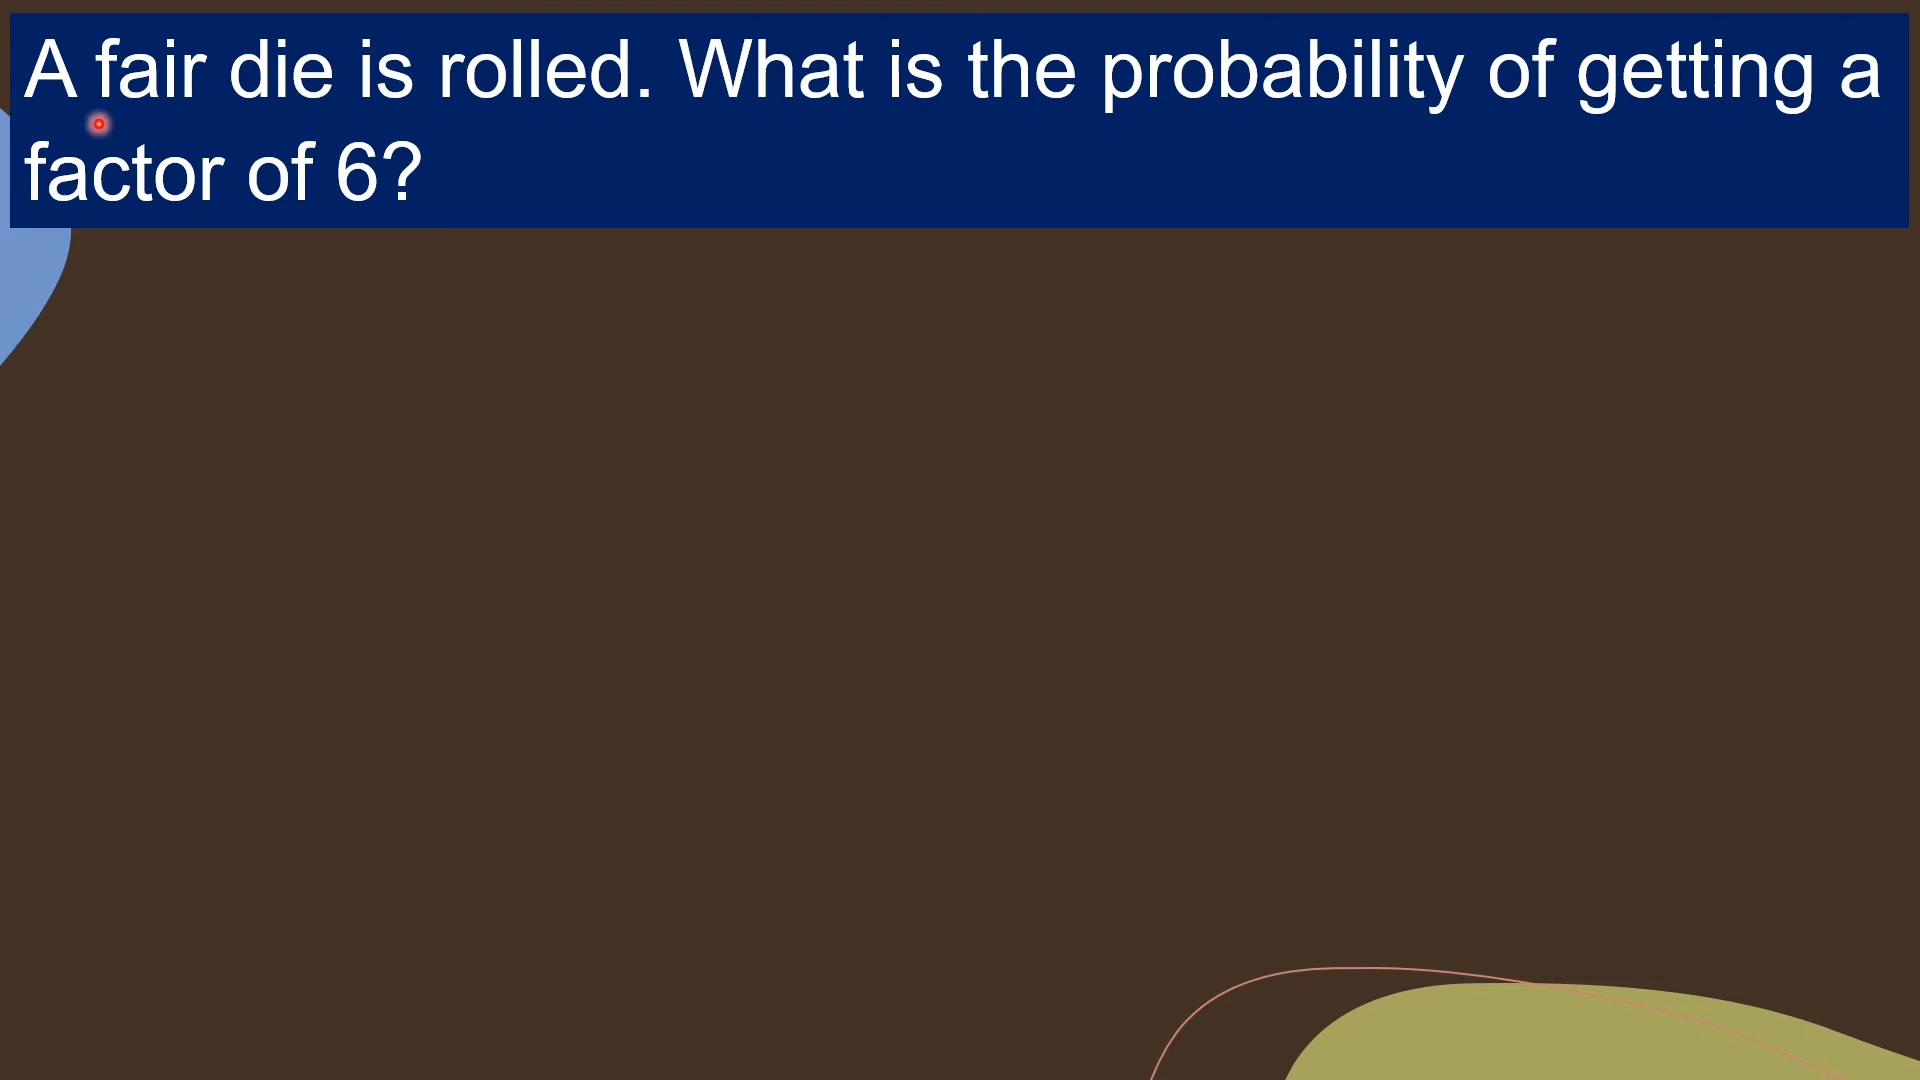 A fair die is rolled. What is the probability of getting a
factor of 6?